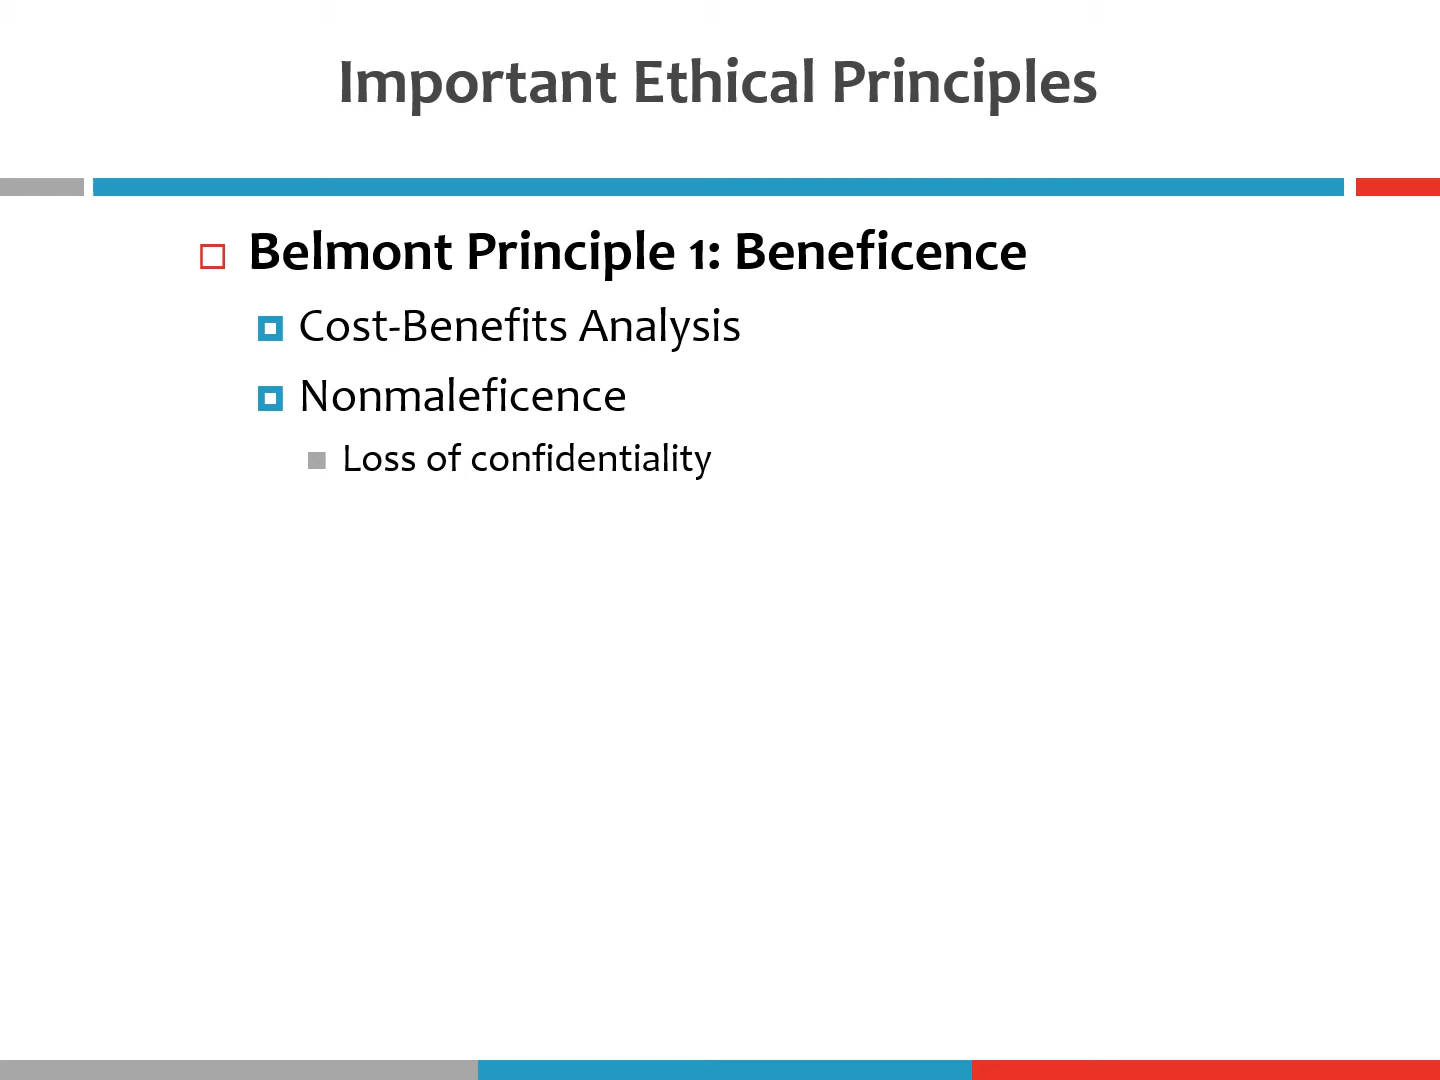 Important Ethical Principles
Belmont Principle 1: Beneficence
Cost-Benefits Analysis
Nonmaleficence
Loss of confidentiality